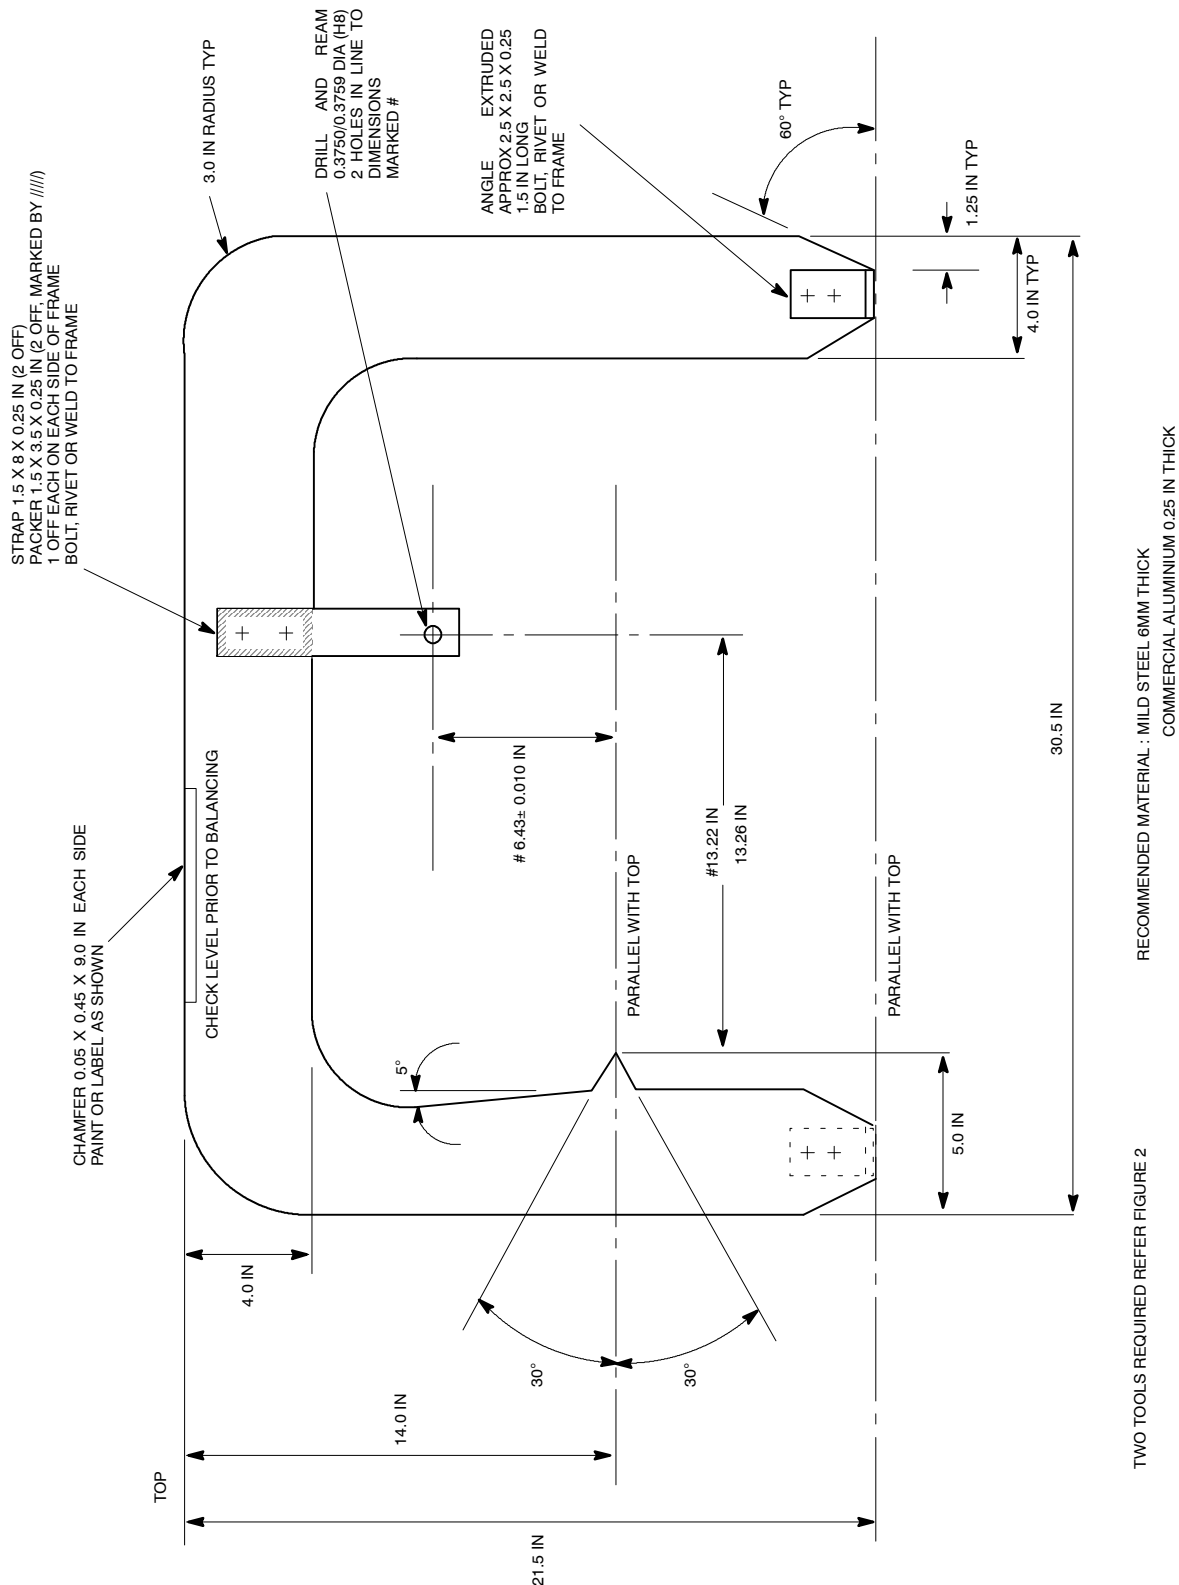 STRAP 1.5 X 8 X 0.25 IN (2 OFF)
PACKER 1.5 X 3.5 X 0.25 IN (2 OFF, MARKED BY /////)
1 OFF EACH ON EACH SIDE OF FRAME
BOLT, RIVET OR WELD TO FRAME
CHAMFER 0.05 X 0.45 X 9.0 IN EACH SIDE
PAINT OR LABEL AS SHOWN
3.0 IN RADIUS TYP
DRILL AND REAM
0.3750/0.3759 DIA (H8)
2 HOLES IN LINE TO
DIMENSIONS
MARKED #
ANGLE EXTRUDED
APPROX 2.5 X 2.5 X 0.25
1.5 IN LONG
BOLT, RIVET OR WELD
TO FRAME
60° TYP
1.25 IN TYP
4.0 IN TYP
TOP
CHECK LEVEL PRIOR TO BALANCING
4.0 IN
5°
14.0 IN
21.5 IN
30°
30°
# 6.43± 0.010 IN
PARALLEL WITH TOP
#13.22 IN
13.26 IN
PARALLEL WITH TOP
5.0 IN
30.5 IN
TWO TOOLS REQUIRED REFER FIGURE 2
RECOMMENDED MATERIAL : MILD STEEL 6MM THICK
COMMERCIAL ALUMINIUM 0.25 IN THICK